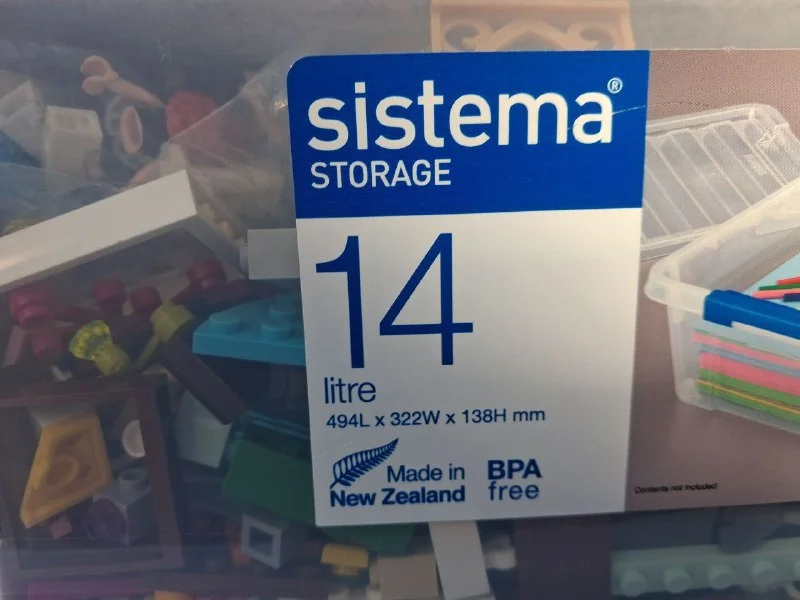 sistema®
STORAGE
14
litre
494L x 322W x 138H mm
Made in
New Zealand
BPA
free
Contents not included